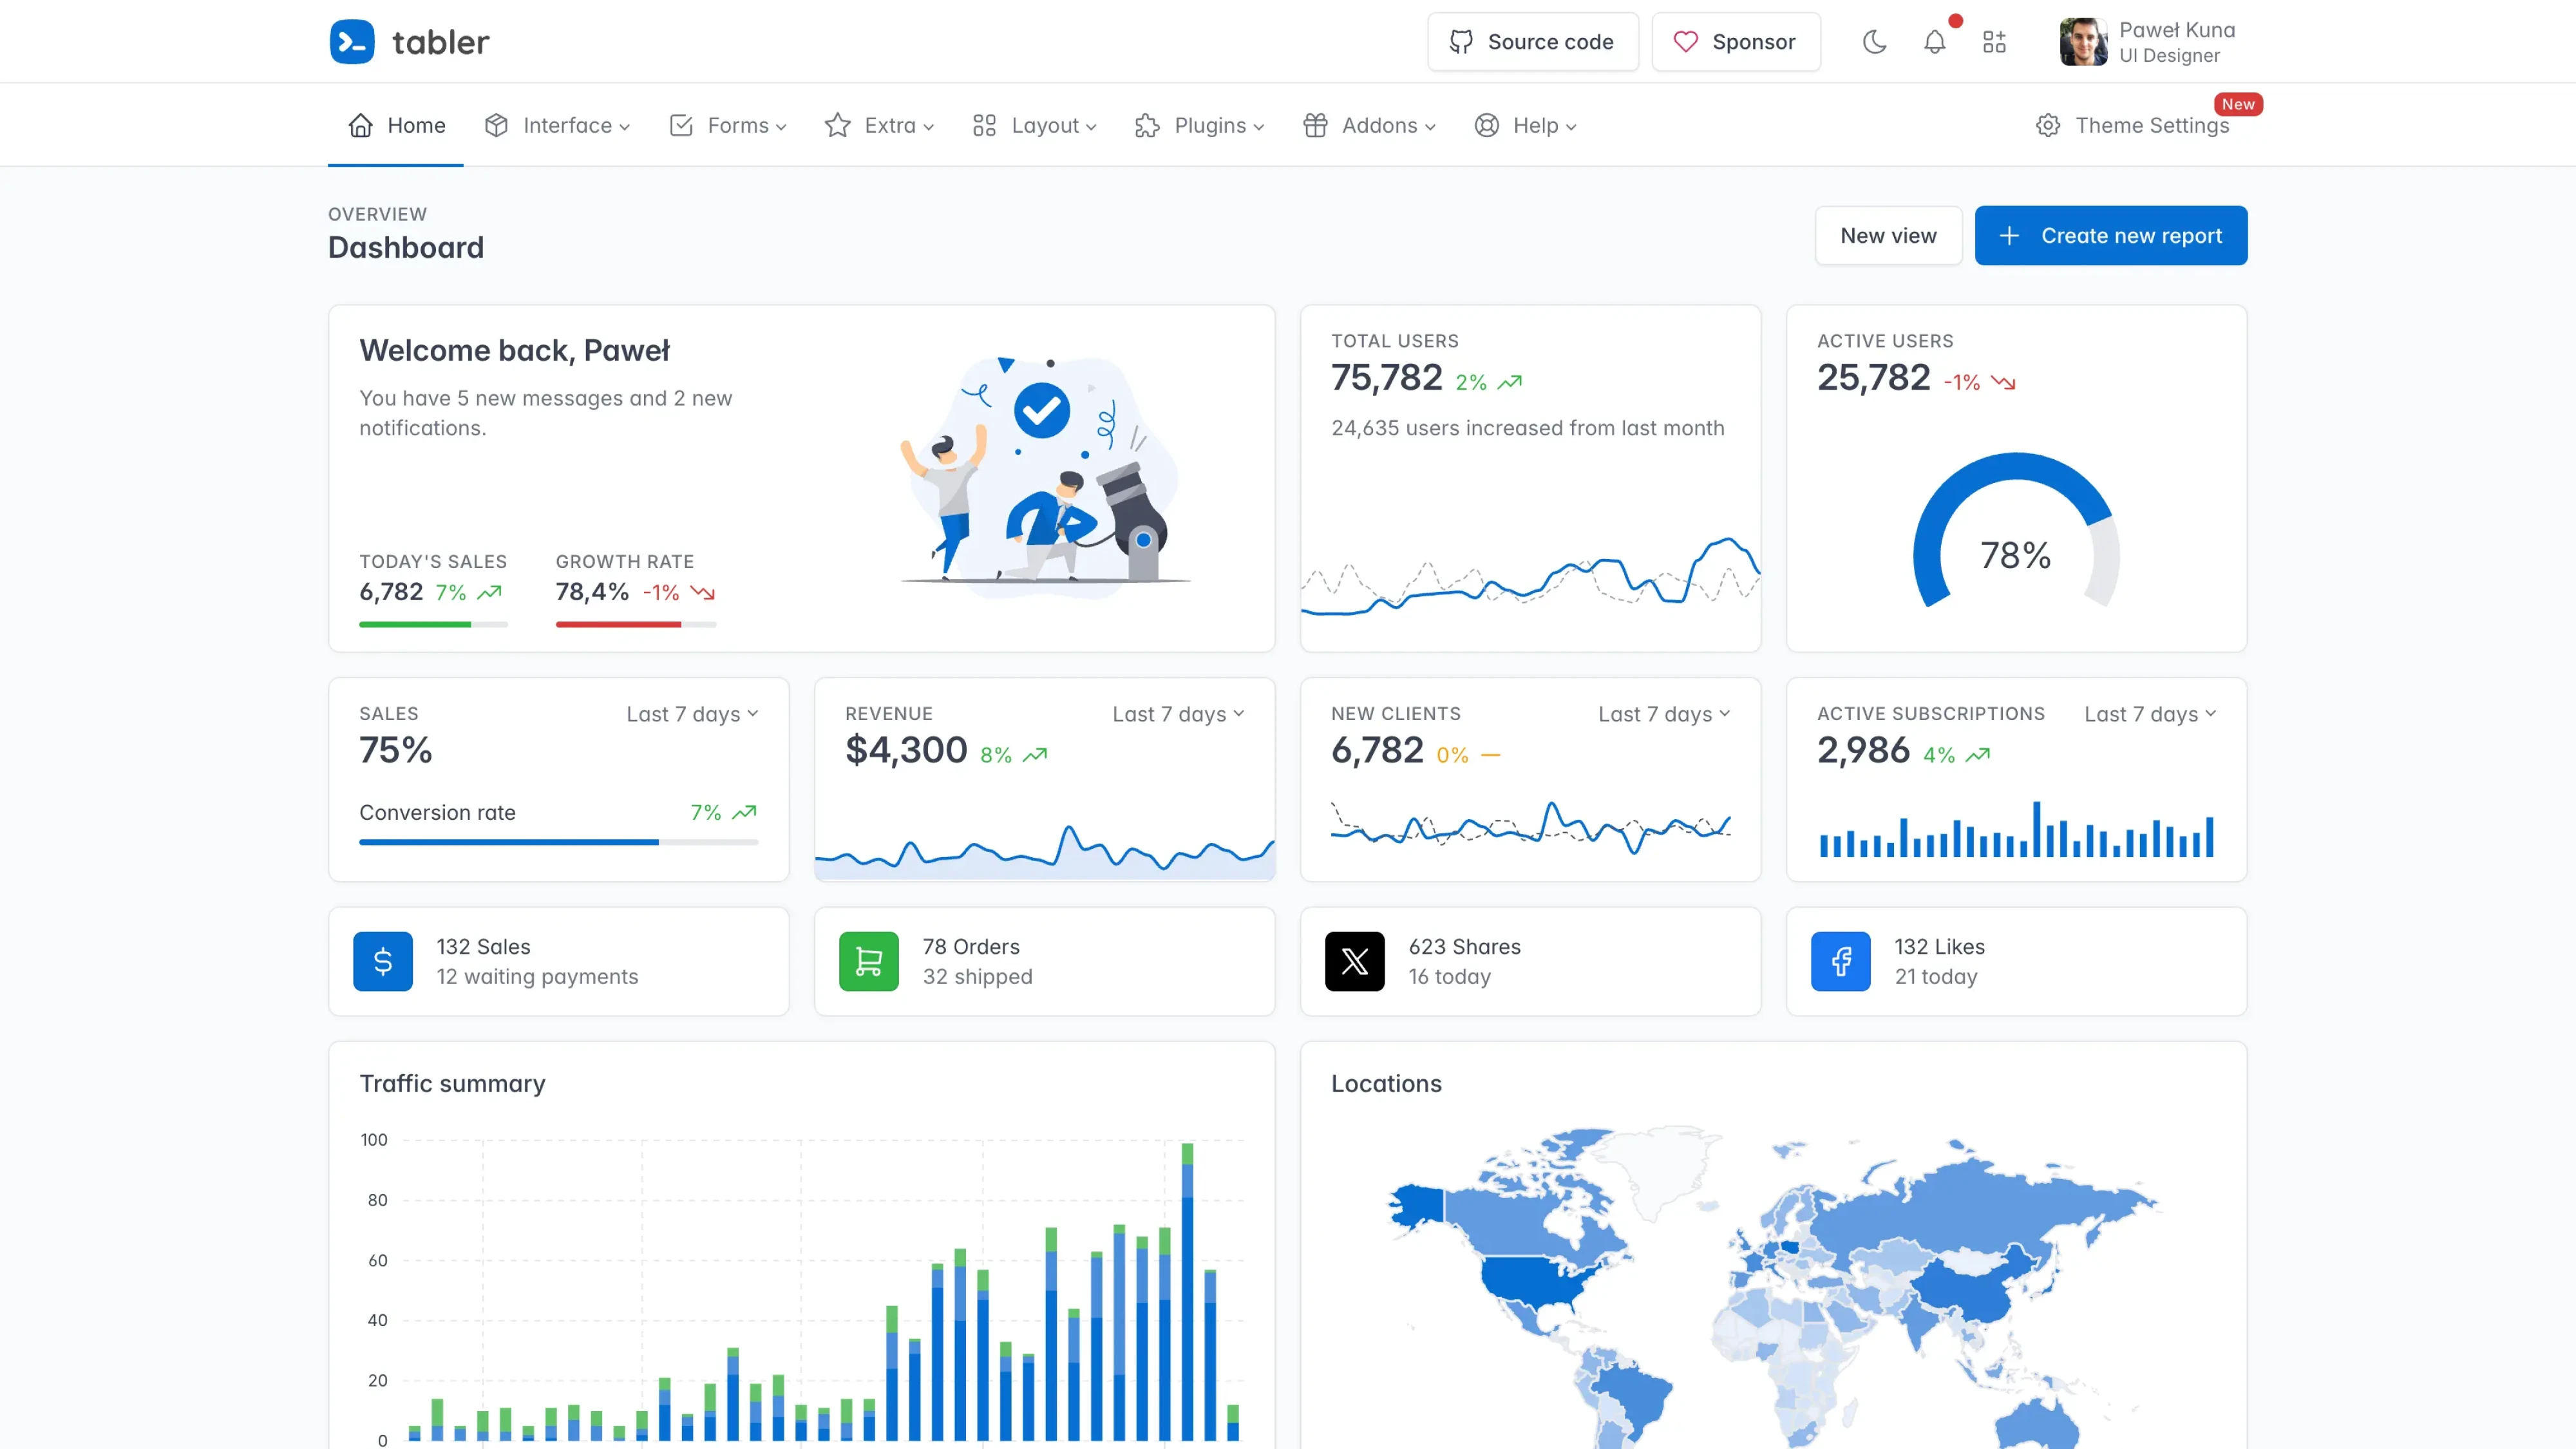 tabler
Source code
Sponsor
Paweł Kuna
UI Designer
Home
Interface
Forms
Extra
Layout
Plugins
Addons
Help
Theme Settings
New
OVERVIEW
Dashboard
New view
Create new report
Welcome back, Paweł
You have 5 new messages and 2 new
notifications.
TODAY'S SALES
6,782 7%
GROWTH RATE
78,4% -1%
TOTAL USERS
75,782 2%
24,635 users increased from last month
ACTIVE USERS
25,782 -1%
78%
SALES
Last 7 days
75%
Conversion rate
7%
REVENUE
Last 7 days
$4,300 8%
NEW CLIENTS
Last 7 days
6,782 0%
ACTIVE SUBSCRIPTIONS
Last 7 days
2,986 4%
132 Sales
12 waiting payments
78 Orders
32 shipped
623 Shares
16 today
132 Likes
21 today
Traffic summary
100
80
60
40
20
0
Locations